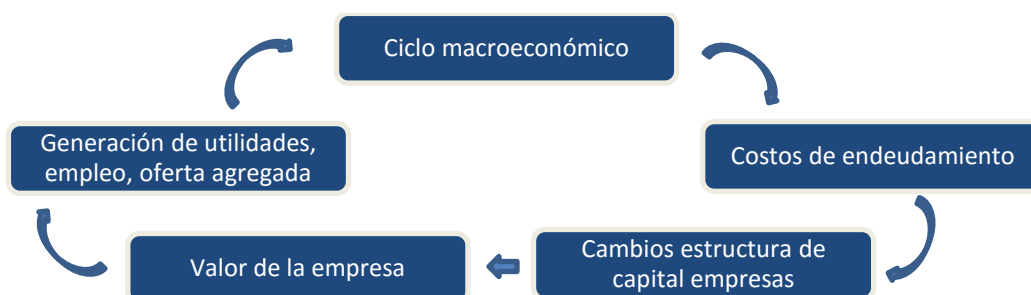 Ciclo macroeconómico
Generación de utilidades,
empleo, oferta agregada
Costos de endeudamiento
Valor de la empresa
Cambios estructura de
capital empresas